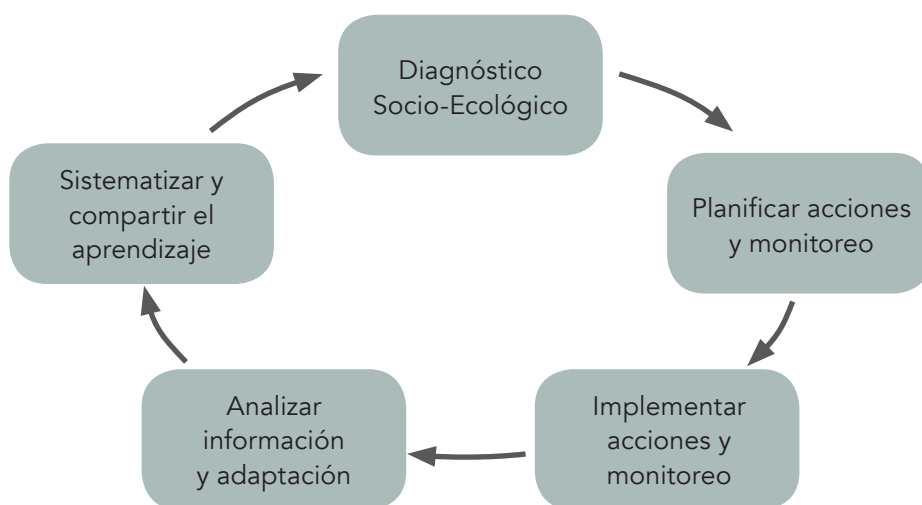 Diagnóstico
Socio-Ecológico
Planificar acciones
y monitoreo
Implementar
acciones y
monitoreo
Analizar
información
y adaptación
Sistematizar y
compartir el
aprendizaje